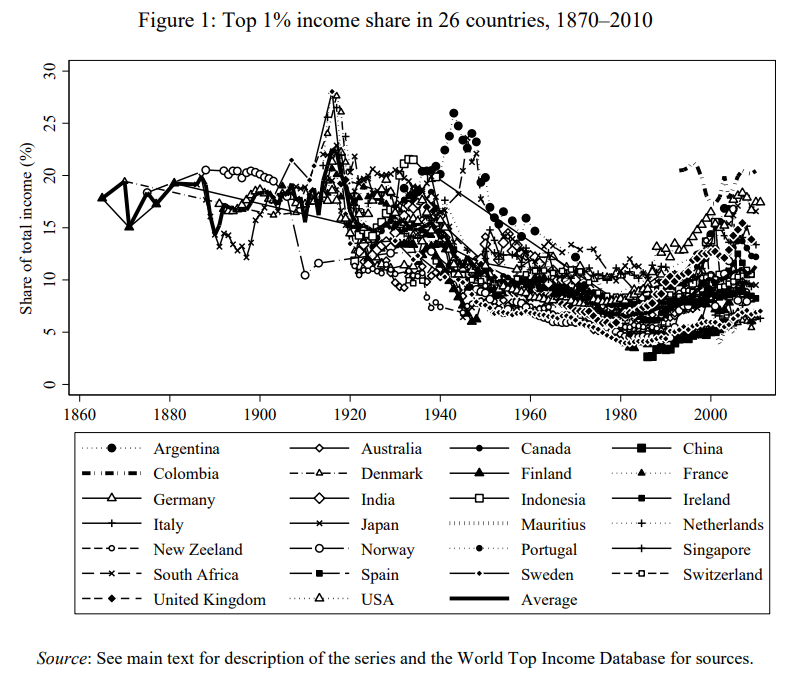 Figure 1: Top 1% income share in 26 countries, 1870–2010
Share of total income (%)
30
25
20
15
10
5
0
1860 1880 1900 1920 1940 1960 1980 2000
Argentina Australia Canada China
Colombia Denmark Finland France
Germany India Indonesia Ireland
Italy Japan Mauritius Netherlands
New Zeeland Norway Portugal Singapore
South Africa Spain Sweden Switzerland
United Kingdom USA Average
Source: See main text for description of the series and the World Top Income Database for sources.